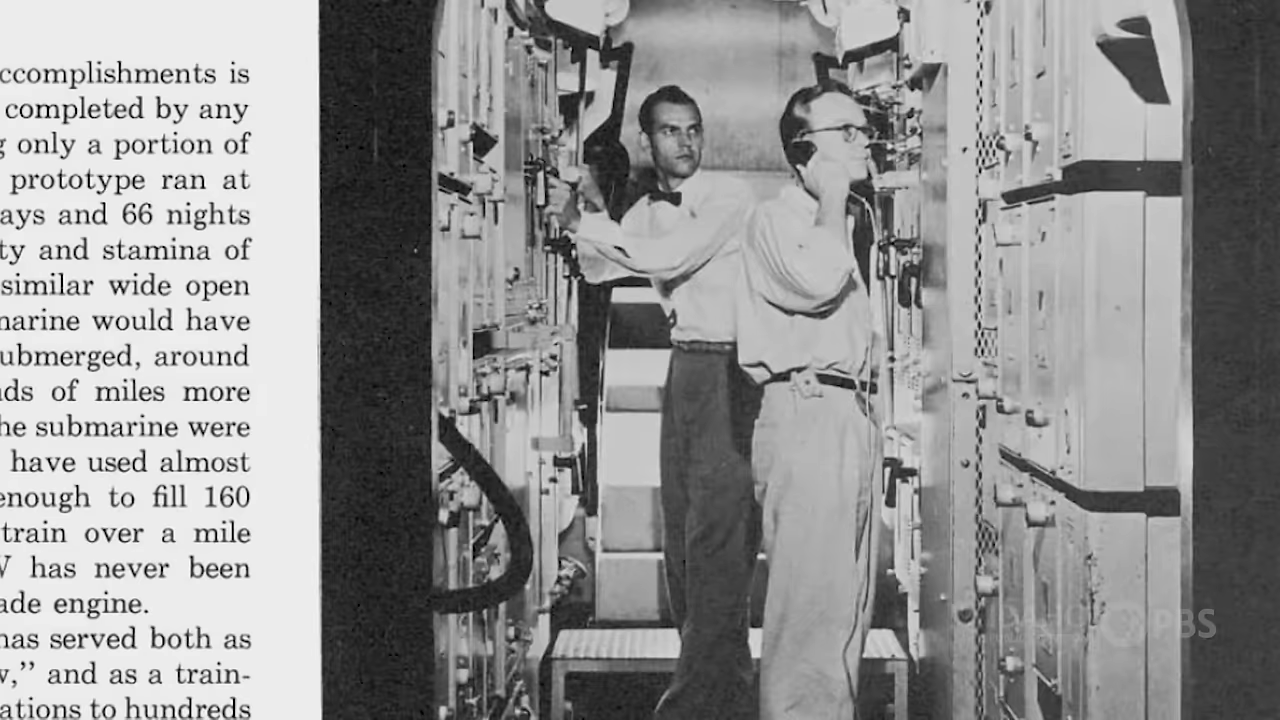 ccomplishments is
completed by any
g only a portion of
prototype ran at
ays and 66 nights
ty and stamina of
similar wide open
narine would have
ubmerged, around
ds of miles more
he submarine were
have used almost
enough to fill 160
train over a mile
W has never been
ade engine.
has served both as
w,” and as a train-
ations to hundreds
PBS